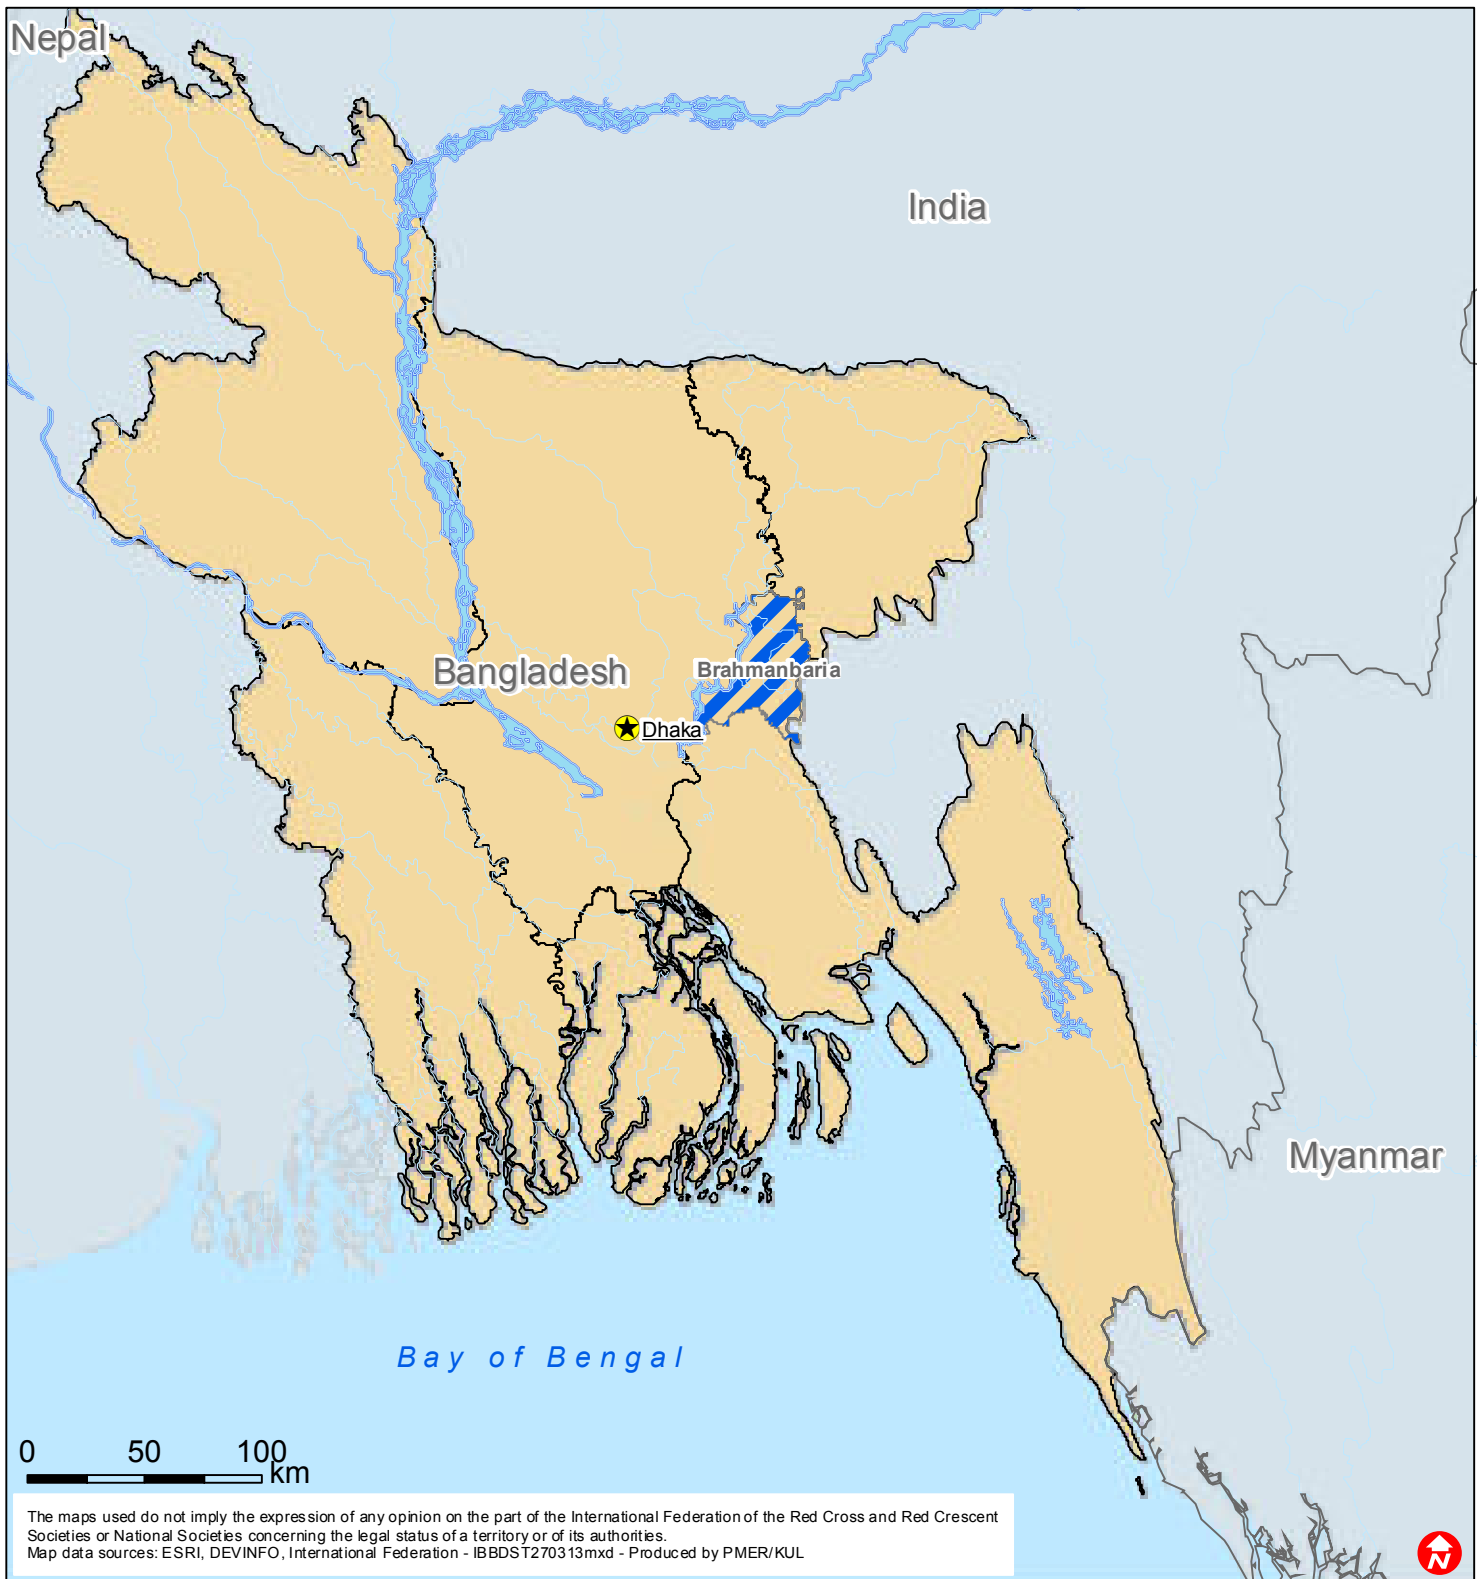 Nepal
India
Bangladesh
Brahmanbaria
Dhaka
Myanmar
Bay of Bengal
0 50 100
km
The maps used do not imply the expression of any opinion on the part of the International Federation of the Red Cross and Red Crescent
Societies or National Societies concerning the legal status of a territory or of its authorities.
Map data sources: ESRI, DEVINFO, International Federation - IBBDST270313mxd - Produced by PMER/KUL
N